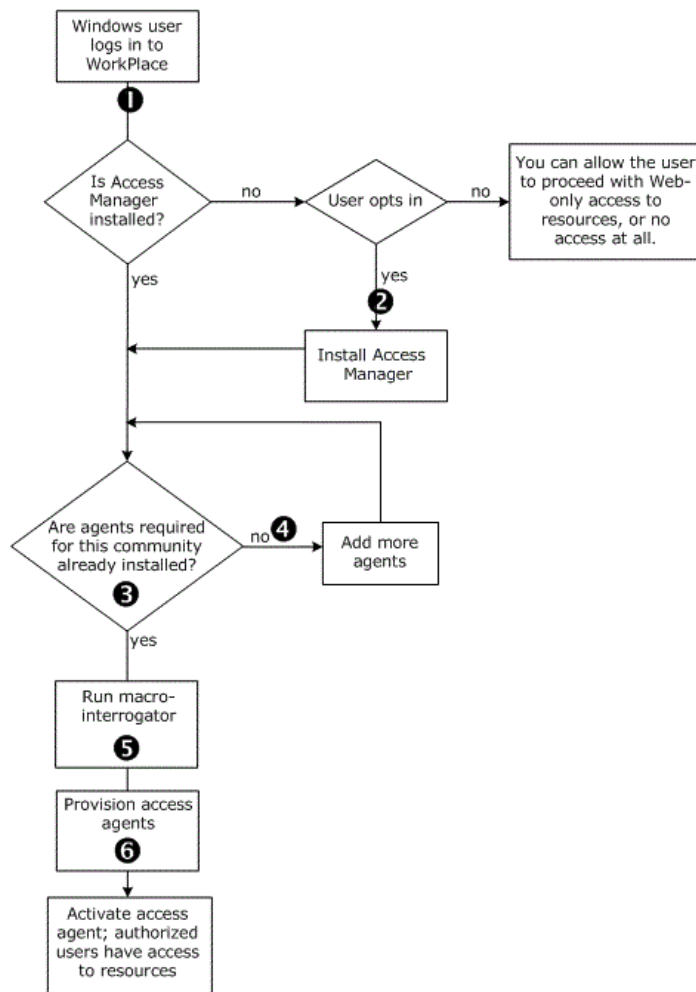 Windows user
logs in to
WorkPlace
1
Is Access
Manager
installed?
no
User opts in
no
You can allow the user
to proceed with Web-
only access to
resources, or no
access at all.
yes
yes
2
Install Access
Manager
Are agents required
for this community
already installed?
3
no
4
Add more
agents
yes
Run macro-
interrogator
5
Provision access
agents
6
Activate access
agent; authorized
users have access
to resources